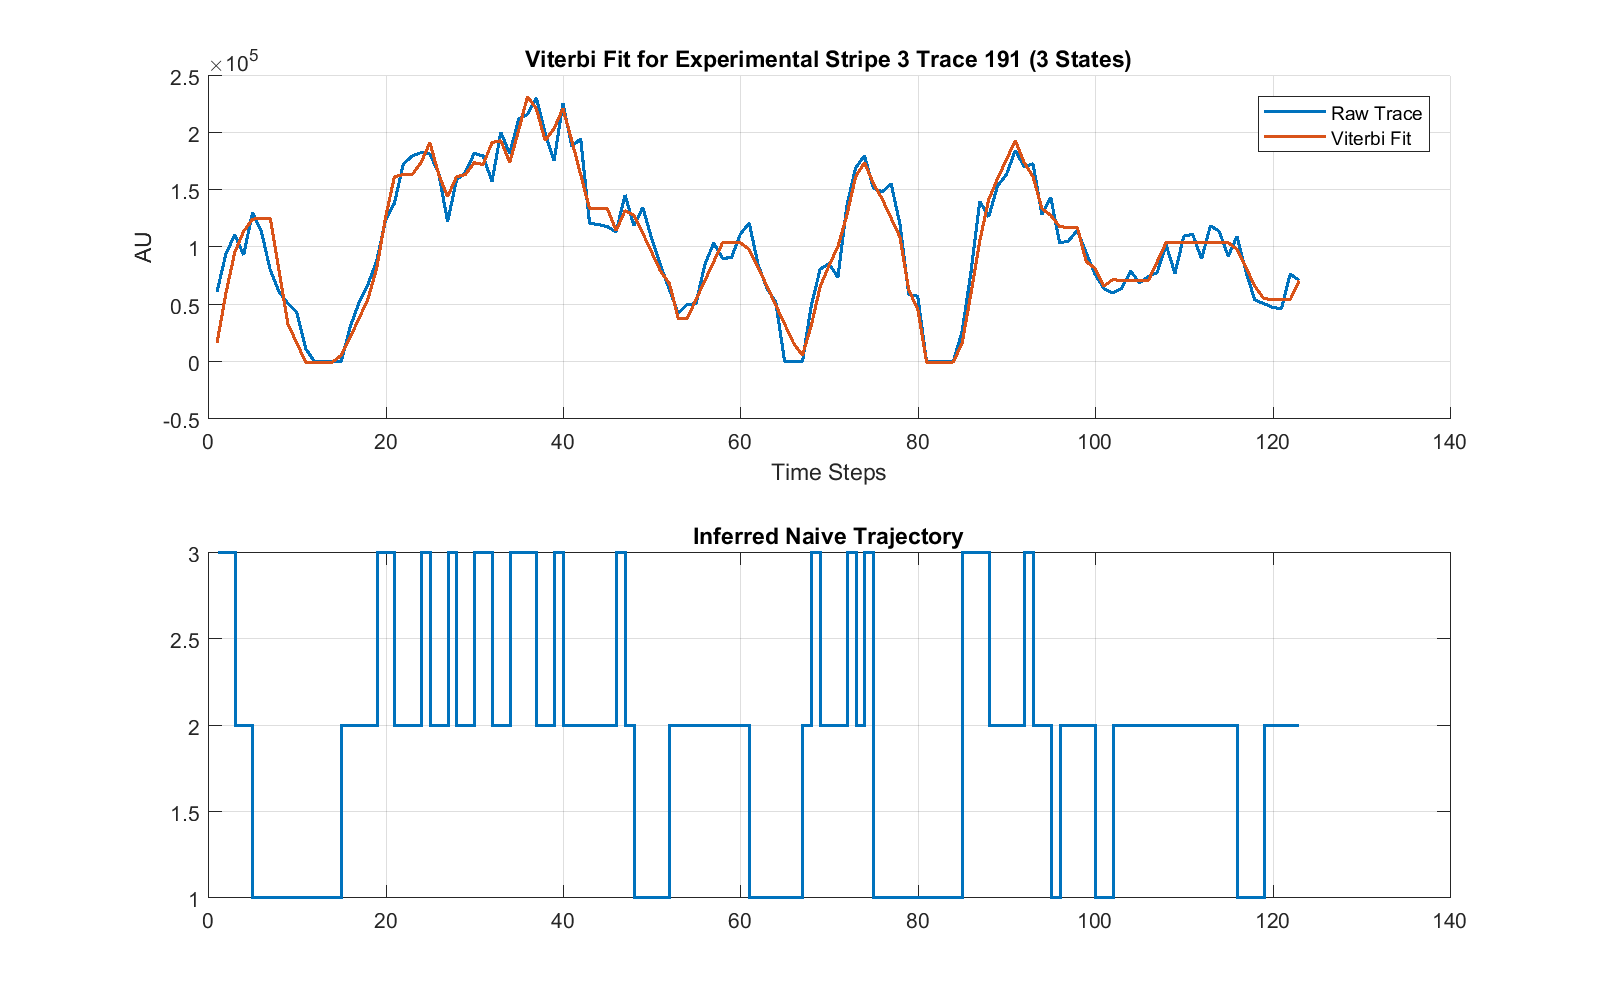 Viterbi Fit for Experimental Stripe 3 Trace 191 (3 States)
×10⁵
2.5
2
1.5
1
0.5
0
-0.5
AU
Raw Trace
Viterbi Fit
0 20 40 60 80 100 120 140
Time Steps
Inferred Naive Trajectory
3
2.5
2
1.5
1
0 20 40 60 80 100 120 140